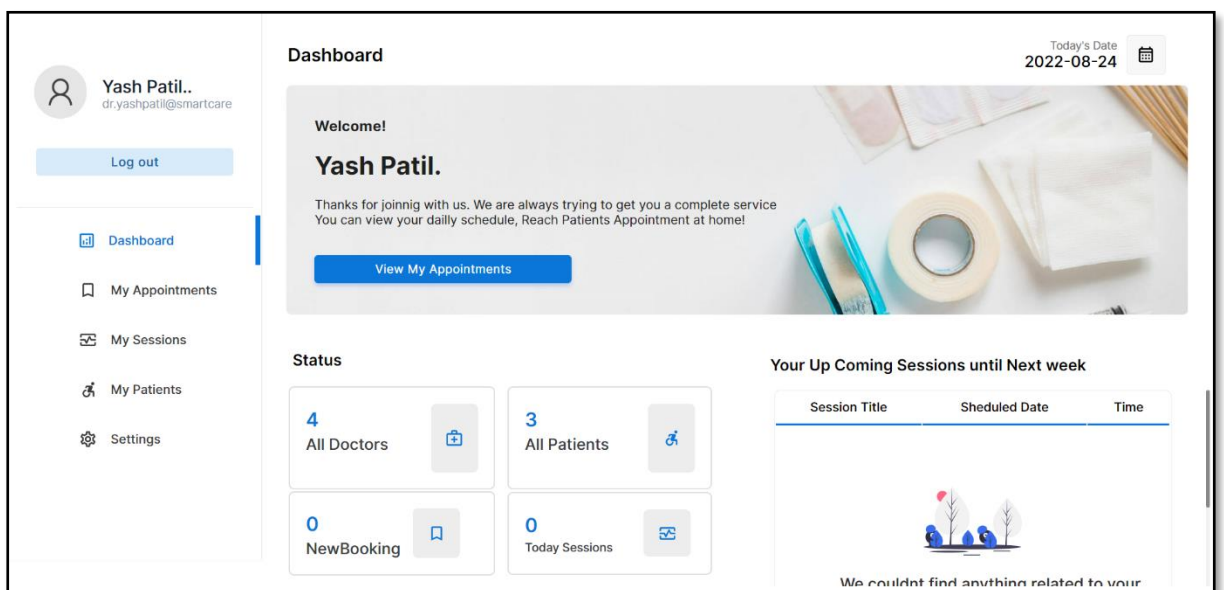 Yash Patil..
dr.yashpatil@smartcare
Log out
Dashboard
My Appointments
My Sessions
My Patients
Settings
Dashboard
Today's Date
2022-08-24
Welcome!
Yash Patil.
Thanks for joinnig with us. We are always trying to get you a complete service
You can view your dailly schedule, Reach Patients Appointment at home!
View My Appointments
Status
4
All Doctors
3
All Patients
0
NewBooking
0
Today Sessions
Your Up Coming Sessions until Next week
Session Title Sheduled Date Time
We couldnt find anything related to your